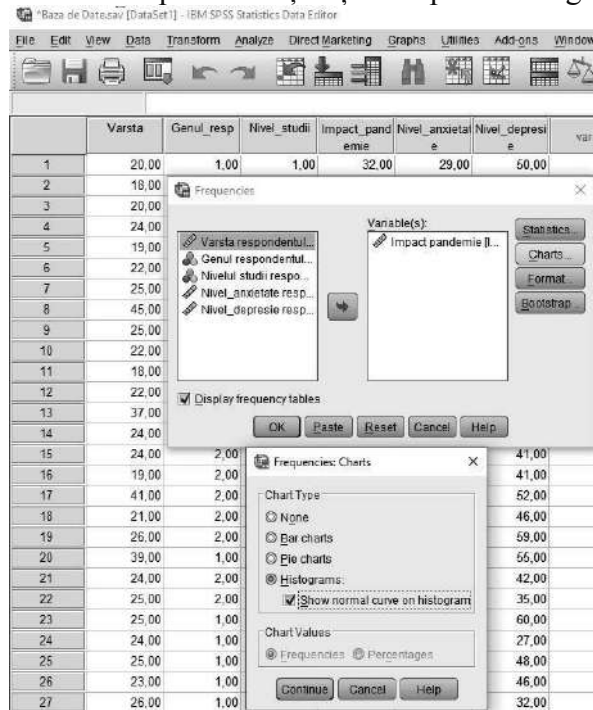 *Baza de Date.sav [DataSet1] - IBM SPSS Statistics Data Editor
File Edit View Data Transform Analyze Direct Marketing Graphs Utilities Add-ons Window
Varsta Genul_resp Nivel_studii Impact_pandemie Nivel_anxietate Nivel_depresie var
1 20,00 1,00 1,00 32,00 29,00 50,00
2 18,00
3 20,00
4 24,00
5 19,00
6 22,00
7 25,00
8 45,00
9 25,00
10 22,00
11 18,00
12 22,00
13 37,00
14 24,00
15 24,00 2,00 41,00
16 19,00 2,00 41,00
17 41,00 2,00 52,00
18 21,00 2,00 46,00
19 26,00 2,00 59,00
20 39,00 1,00 55,00
21 24,00 2,00 42,00
22 25,00 2,00 35,00
23 25,00 1,00 60,00
24 24,00 1,00 27,00
25 25,00 1,00 48,00
26 23,00 1,00 46,00
27 26,00 1,00 32,00
Frequencies
Variable(s):
Varsta respondentul...
Genul respondentul...
Nivelul studii respo...
Nivel_anxietate resp...
Nivel_depresie resp...
Impact pandemie [I...
Statistics...
Charts...
Format...
Bootstrap...
Display frequency tables
OK Paste Reset Cancel Help
Frequencies: Charts
Chart Type
None
Bar charts
Pie charts
Histograms:
Show normal curve on histogram
Chart Values
Frequencies Percentages
Continue Cancel Help